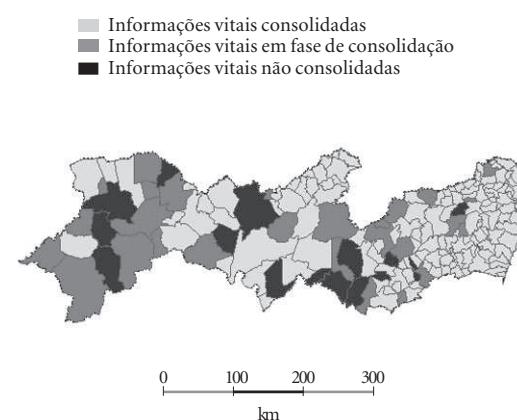 Informações vitais consolidadas
Informações vitais em fase de consolidação
Informações vitais não consolidadas
0 100 200 300
km